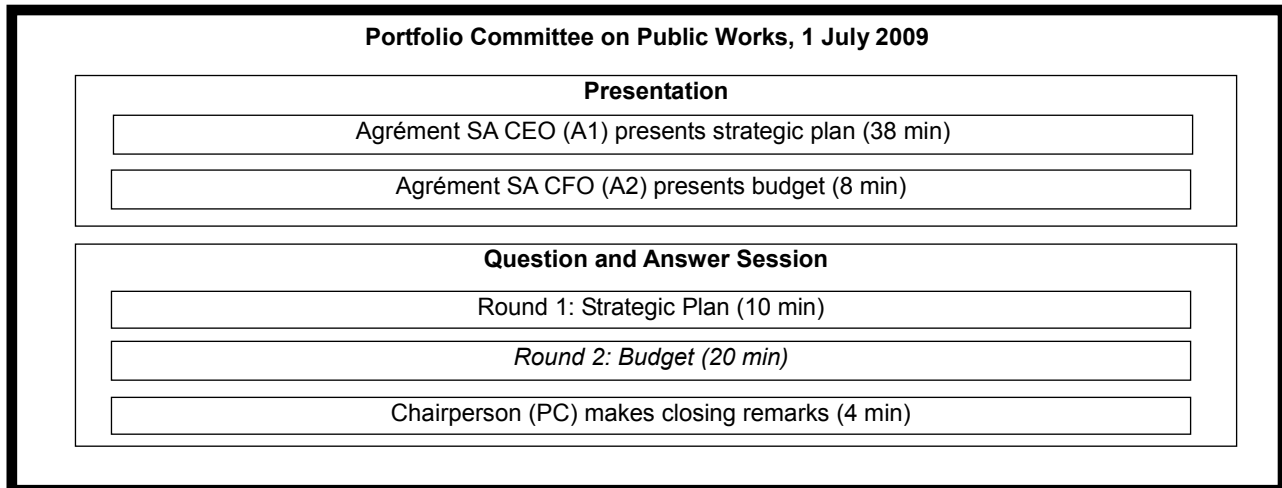 Portfolio Committee on Public Works, 1 July 2009
Presentation
Agrément SA CEO (A1) presents strategic plan (38 min)
Agrément SA CFO (A2) presents budget (8 min)
Question and Answer Session
Round 1: Strategic Plan (10 min)
Round 2: Budget (20 min)
Chairperson (PC) makes closing remarks (4 min)